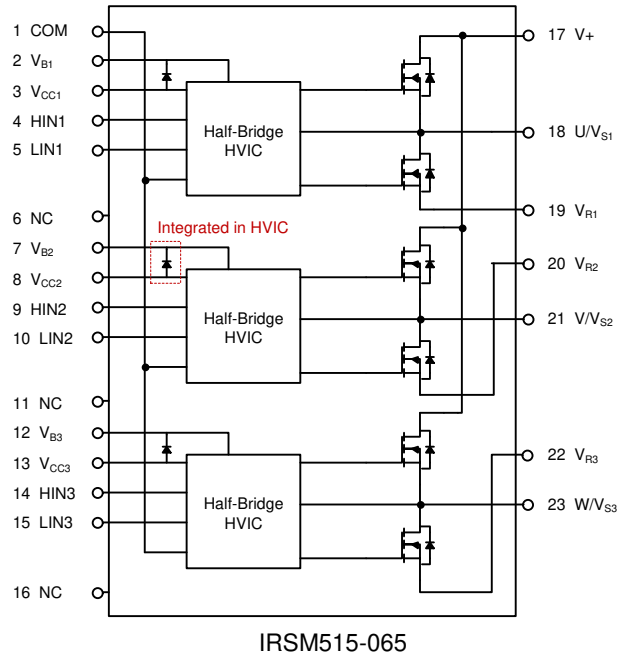 1 COM
2 VB1
3 VCC1
4 HIN1
5 LIN1
6 NC
7 VB2
8 VCC2
9 HIN2
10 LIN2
11 NC
12 VB3
13 VCC3
14 HIN3
15 LIN3
16 NC
Half-Bridge
HVIC
Integrated in HVIC
Half-Bridge
HVIC
Half-Bridge
HVIC
17 V+
18 U/VS1
19 VR1
20 VR2
21 V/VS2
22 VR3
23 W/VS3
IRSM515-065